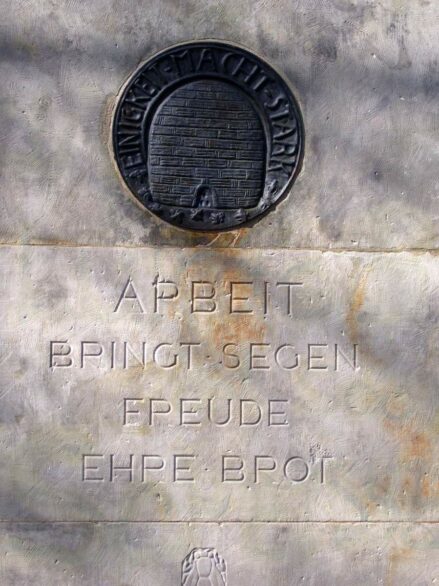 EINIGKEIT·MACHT·STARK
ARBEIT
BRINGT·SEGEN
FREUDE
EHRE·BROT